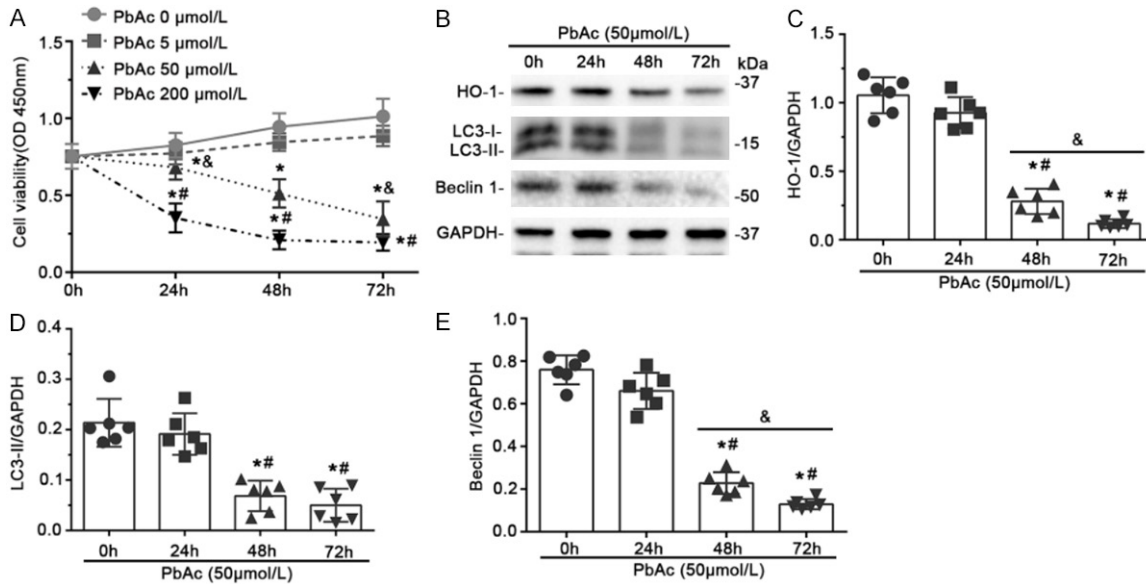 A
PbAc 0 μmol/L
PbAc 5 μmol/L
PbAc 50 μmol/L
PbAc 200 μmol/L
Cell viability(OD 450nm)
1.5
1.0
0.5
0.0
*&
*
*&
*#
*#
*#
0h 24h 48h 72h
B
PbAc (50μmol/L)
0h 24h 48h 72h kDa
HO-1- -37
LC3-I-
LC3-II- -15
Beclin 1- -50
GAPDH- -37
C
HO-1/GAPDH
1.5
1.0
0.5
0.0
&
*#
*#
0h 24h 48h 72h
PbAc (50μmol/L)
D
LC3-II/GAPDH
0.4
0.3
0.2
0.1
0.0
*# *#
0h 24h 48h 72h
PbAc (50μmol/L)
E
Beclin 1/GAPDH
1.0
0.8
0.6
0.4
0.2
0.0
&
*#
*#
0h 24h 48h 72h
PbAc (50μmol/L)